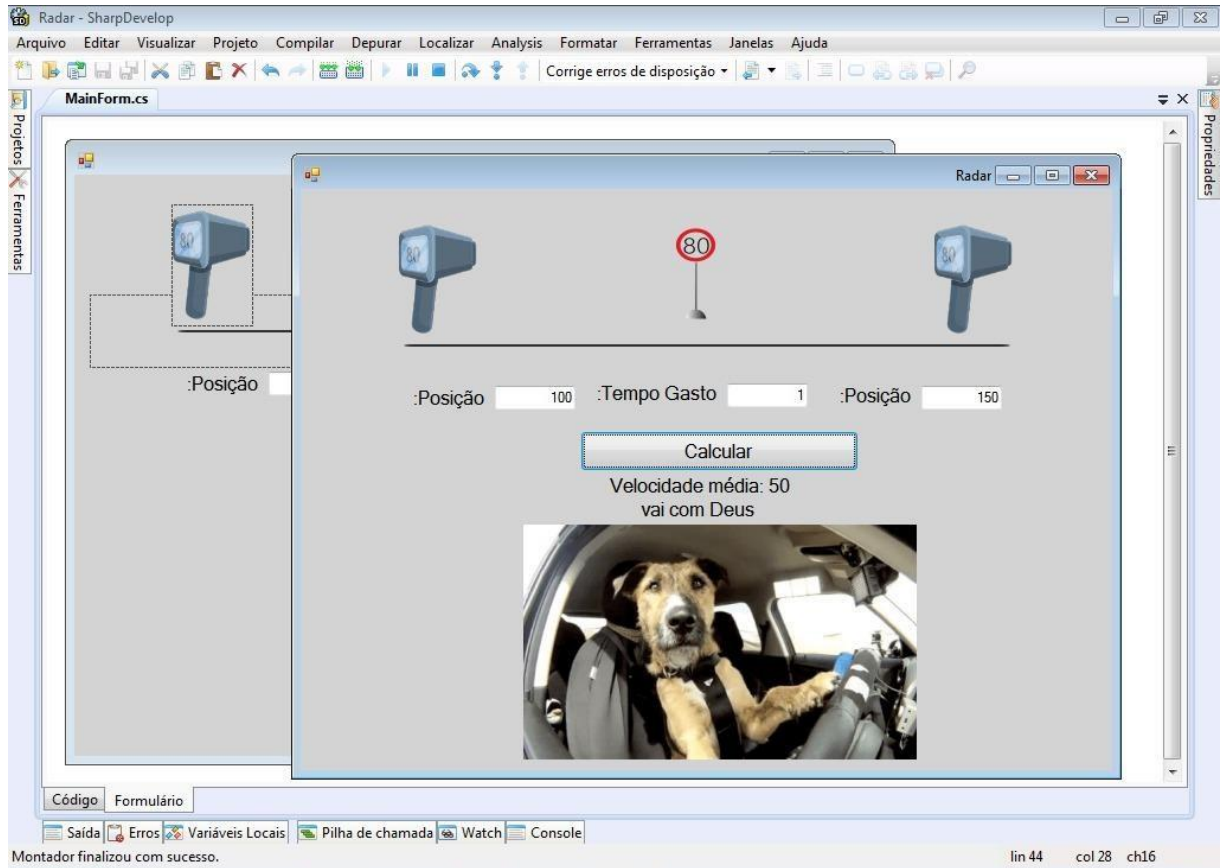 Radar - SharpDevelop
Arquivo Editar Visualizar Projeto Compilar Depurar Localizar Analysis Formatar Ferramentas Janelas Ajuda
Corrige erros de disposição
MainForm.cs
Projetos
Ferramentas
Propriedades
80
:Posição
Radar
80
80
80
:Posição 100 :Tempo Gasto 1 :Posição 150
Calcular
Velocidade média: 50
vai com Deus
Código Formulário
Saída Erros Variáveis Locais Pilha de chamada Watch Console
Montador finalizou com sucesso. lin 44 col 28 ch16